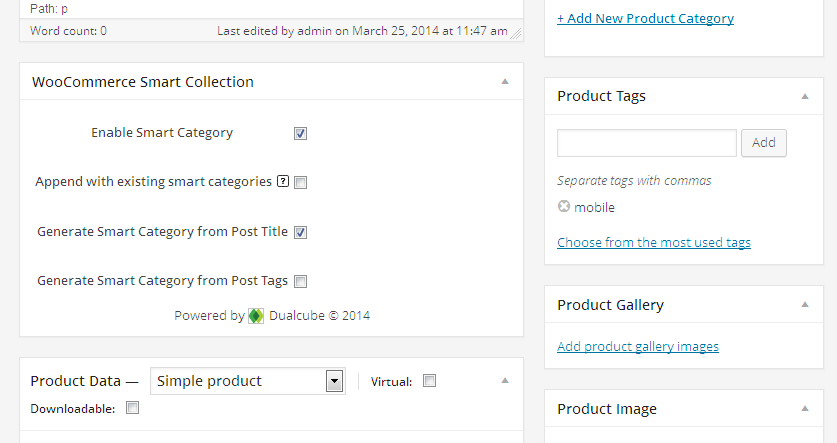 Path: p
Word count: 0 Last edited by admin on March 25, 2014 at 11:47 am
WooCommerce Smart Collection
Enable Smart Category
Append with existing smart categories ?
Generate Smart Category from Post Title
Generate Smart Category from Post Tags
Powered by Dualcube © 2014
Product Data — Simple product Virtual:
Downloadable:
+ Add New Product Category
Product Tags
Add
Separate tags with commas
mobile
Choose from the most used tags
Product Gallery
Add product gallery images
Product Image